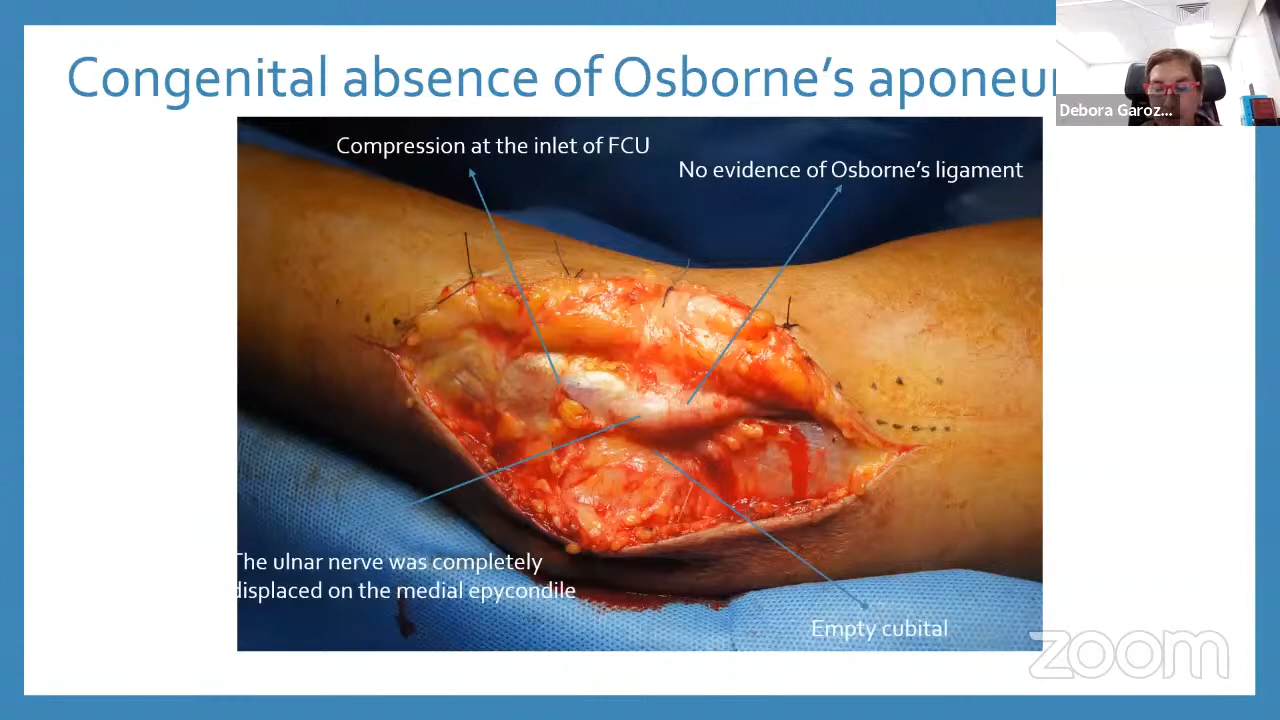 Congenital absence of Osborne's aponeu
Debora Garoz...
Compression at the inlet of FCU
No evidence of Osborne's ligament
The ulnar nerve was completely
displaced on the medial epycondile
Empty cubital
zoom